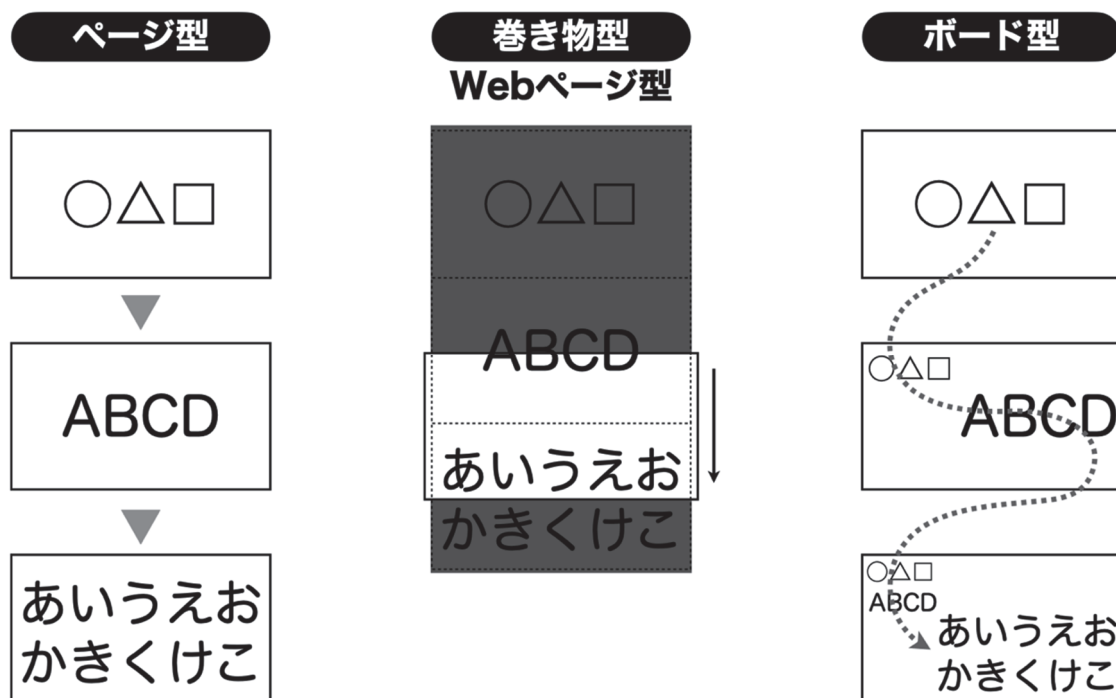 ページ型
○△□
ABCD
あいうえお
かきくけこ
巻き物型
Webページ型
○△□
ABCD
あいうえお
かきくけこ
ボード型
○△□
○△□
ABCD
○△□
ABCD
あいうえお
かきくけこ